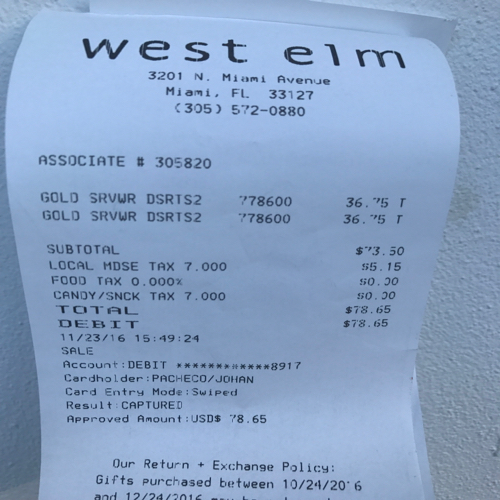 west elm
3201 N. Miami Avenue
Miami, FL 33127
(305) 572-0880
ASSOCIATE # 305820
GOLD SRVWR DSRTS2 778600 36.75 T
GOLD SRVWR DSRTS2 778600 36.75 T
SUBTOTAL $73.50
LOCAL MDSE TAX 7.000 $5.15
FOOD TAX 0.000% $0.00
CANDY/SNCK TAX 7.000 $0.00
TOTAL $78.65
DEBIT $78.65
11/23/16 15:49:24
SALE
Account:DEBIT ************8917
Cardholder:PACHECO/JOHAN
Card Entry Mode:Swiped
Result:CAPTURED
Approved Amount:USD$ 78.65
Our Return + Exchange Policy:
Gifts purchased between 10/24/2016
and 12/24/2016 may be